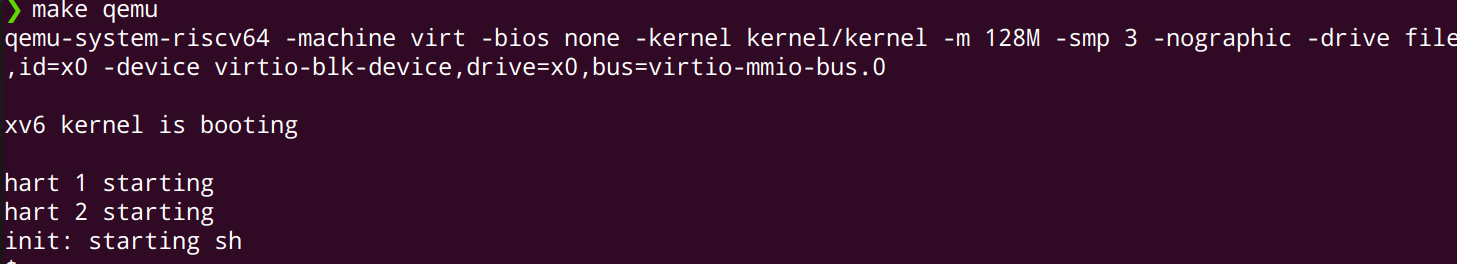 ❯ make qemu
qemu-system-riscv64 -machine virt -bios none -kernel kernel/kernel -m 128M -smp 3 -nographic -drive file
,id=x0 -device virtio-blk-device,drive=x0,bus=virtio-mmio-bus.0
xv6 kernel is booting
hart 1 starting
hart 2 starting
init: starting sh